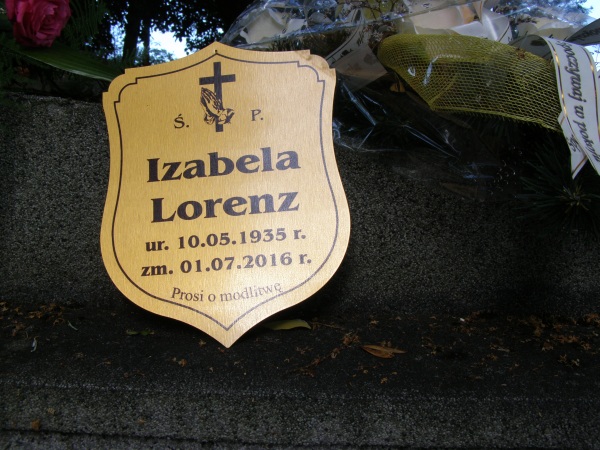 Ś. P.
Izabela
Lorenz
ur. 10.05.1935 r.
zm. 01.07.2016 r.
Prosi o modlitwę
w